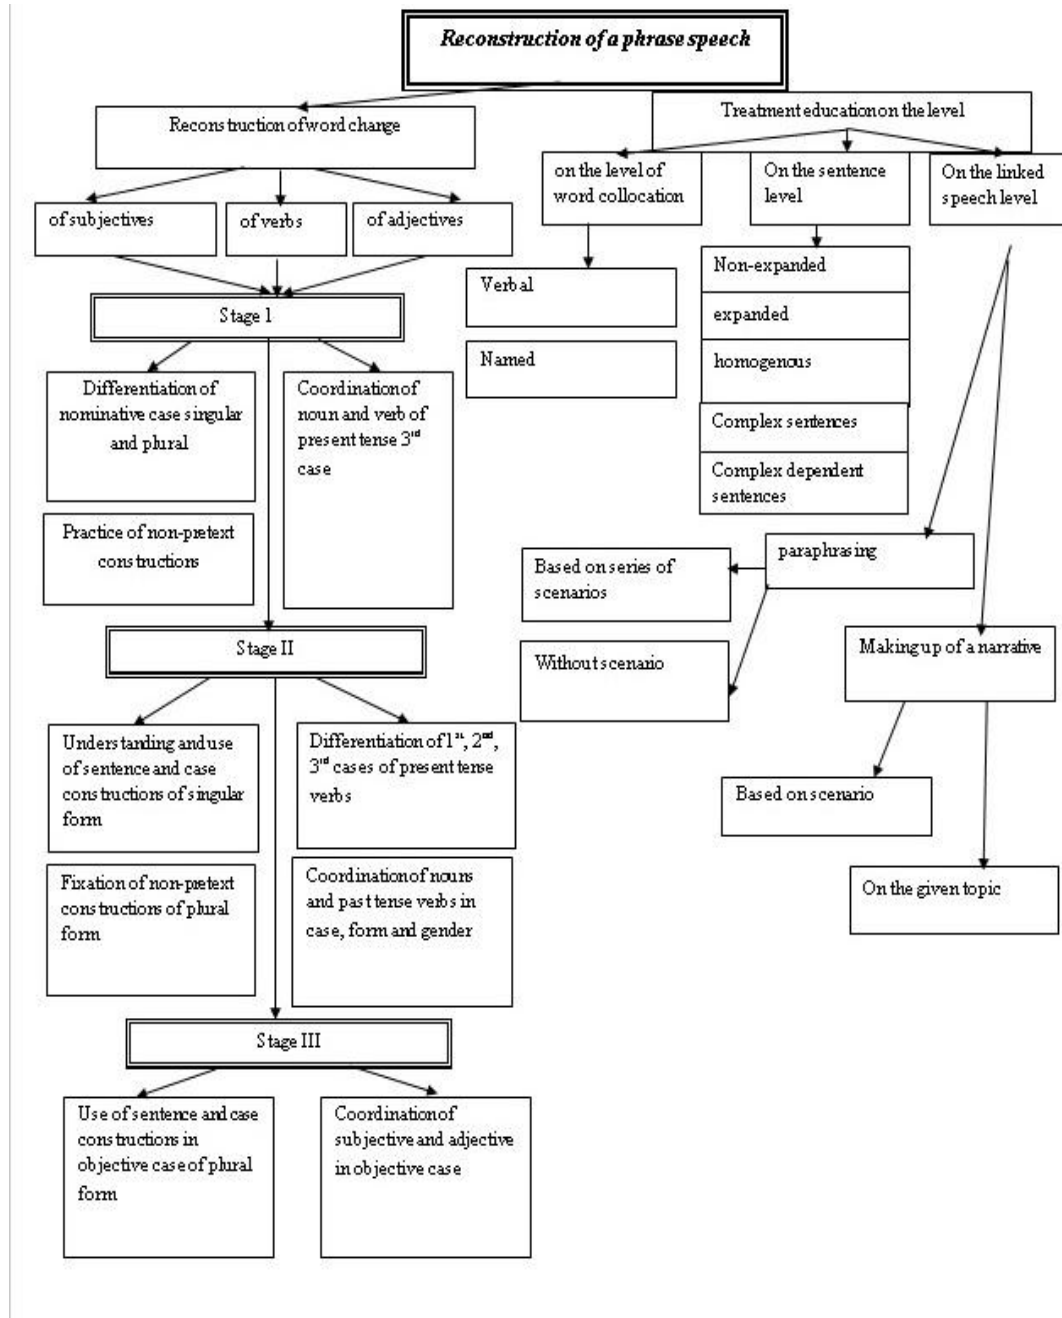 Reconstruction of a phrase speech
Reconstruction of word change
Treatment education on the level
of subjectives
of verbs
of adjectives
on the level of
word collocation
On the sentence
level
On the linked
speech level
Verbal
Named
Non-expanded
expanded
homogenous
Complex sentences
Complex dependent
sentences
Stage I
Differentiation of
nominative case singular
and plural
Coordination of
noun and verb of
present tense 3rd
case
Practice of non-pretext
constructions
paraphrasing
Based on series of
scenarios
Without scenario
Making up of a narrative
Based on scenario
On the given topic
Stage II
Understanding and use
of sentence and case
constructions of singular
form
Differentiation of 1st, 2nd,
3rd cases of present tense
verbs
Fixation of non-pretext
constructions of plural
form
Coordination of nouns
and past tense verbs in
case, form and gender
Stage III
Use of sentence and case
constructions in
objective case of plural
form
Coordination of
subjective and adjective
in objective case